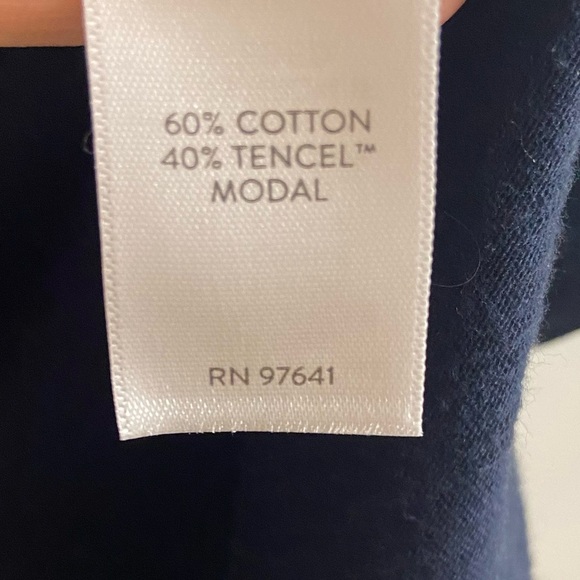 60% COTTON
40% TENCEL™
MODAL
RN 97641